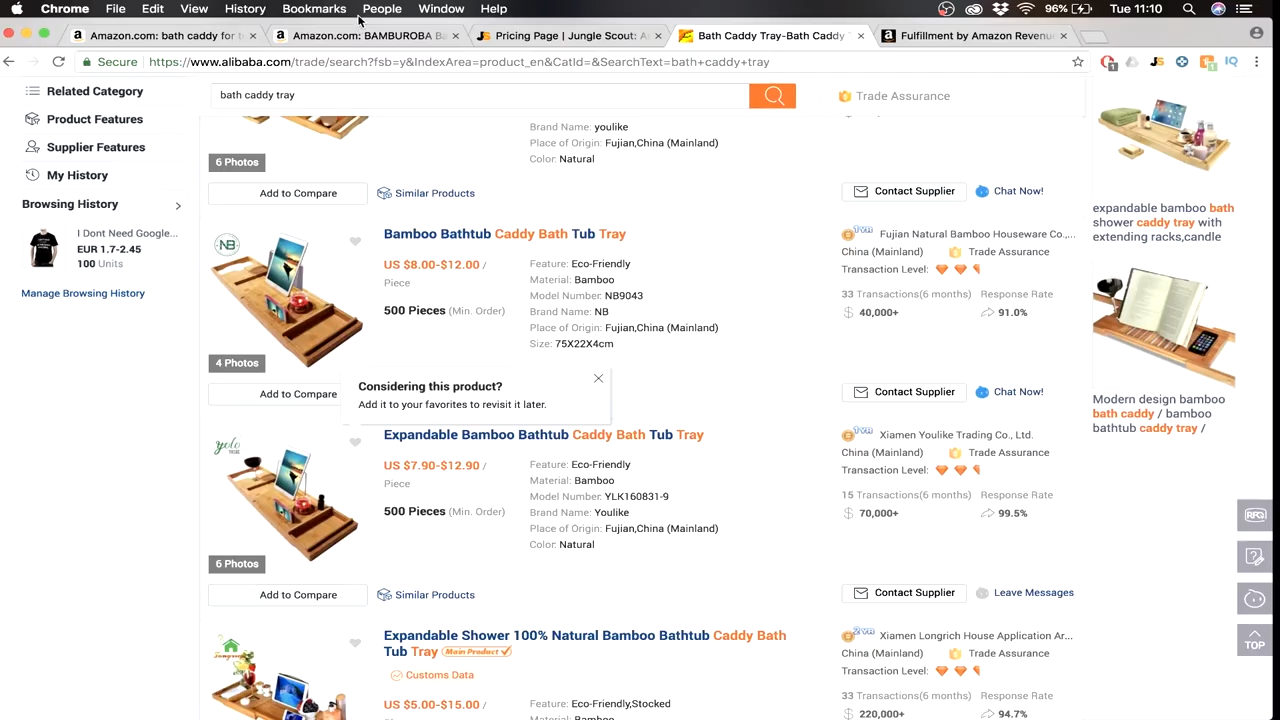 Chrome File Edit View History Bookmarks People Window Help 96% Tue 11:10
Amazon.com: bath caddy for b
Amazon.com: BAMBUROBA Ba
Pricing Page | Jungle Scout: A
Bath Caddy Tray-Bath Caddy
Fulfillment by Amazon Revenu
Secure https://www.alibaba.com/trade/search?fsb=y&IndexArea=product_en&CatId=&SearchText=bath+caddy+tray
Related Category
Product Features
Supplier Features
My History
Browsing History
I Dont Need Google...
EUR 1.7-2.45
100 Units
Manage Browsing History
bath caddy tray
Trade Assurance
6 Photos
Brand Name: youlike
Place of Origin: Fujian,China (Mainland)
Color: Natural
Add to Compare
Similar Products
Contact Supplier
Chat Now!
NB
4 Photos
Bamboo Bathtub Caddy Bath Tub Tray
US $8.00-$12.00 /
Piece
500 Pieces (Min. Order)
Feature: Eco-Friendly
Material: Bamboo
Model Number: NB9043
Brand Name: NB
Place of Origin: Fujian,China (Mainland)
Size: 75X22X4cm
1YR Fujian Natural Bamboo Houseware Co.,...
China (Mainland) Trade Assurance
Transaction Level:
33 Transactions(6 months) Response Rate
$ 40,000+ 91.0%
Add to Compare
Considering this product?
Add it to your favorites to revisit it later.
Contact Supplier
Chat Now!
yolo
6 Photos
Expandable Bamboo Bathtub Caddy Bath Tub Tray
US $7.90-$12.90 /
Piece
500 Pieces (Min. Order)
Feature: Eco-Friendly
Material: Bamboo
Model Number: YLK160831-9
Brand Name: Youlike
Place of Origin: Fujian,China (Mainland)
Color: Natural
1YR Xiamen Youlike Trading Co., Ltd.
China (Mainland) Trade Assurance
Transaction Level:
15 Transactions(6 months) Response Rate
$ 70,000+ 99.5%
Add to Compare
Similar Products
Contact Supplier
Leave Messages
Expandable Shower 100% Natural Bamboo Bathtub Caddy Bath
Tub Tray Main Product
Customs Data
US $5.00-$15.00 /
Feature: Eco-Friendly,Stocked
Material: Bamboo
2YR Xiamen Longrich House Application Ar...
China (Mainland) Trade Assurance
Transaction Level:
33 Transactions(6 months) Response Rate
$ 220,000+ 94.7%
expandable bamboo bath
shower caddy tray with
extending racks,candle
Modern design bamboo
bath caddy / bamboo
bathtub caddy tray /
RFQ
TOP